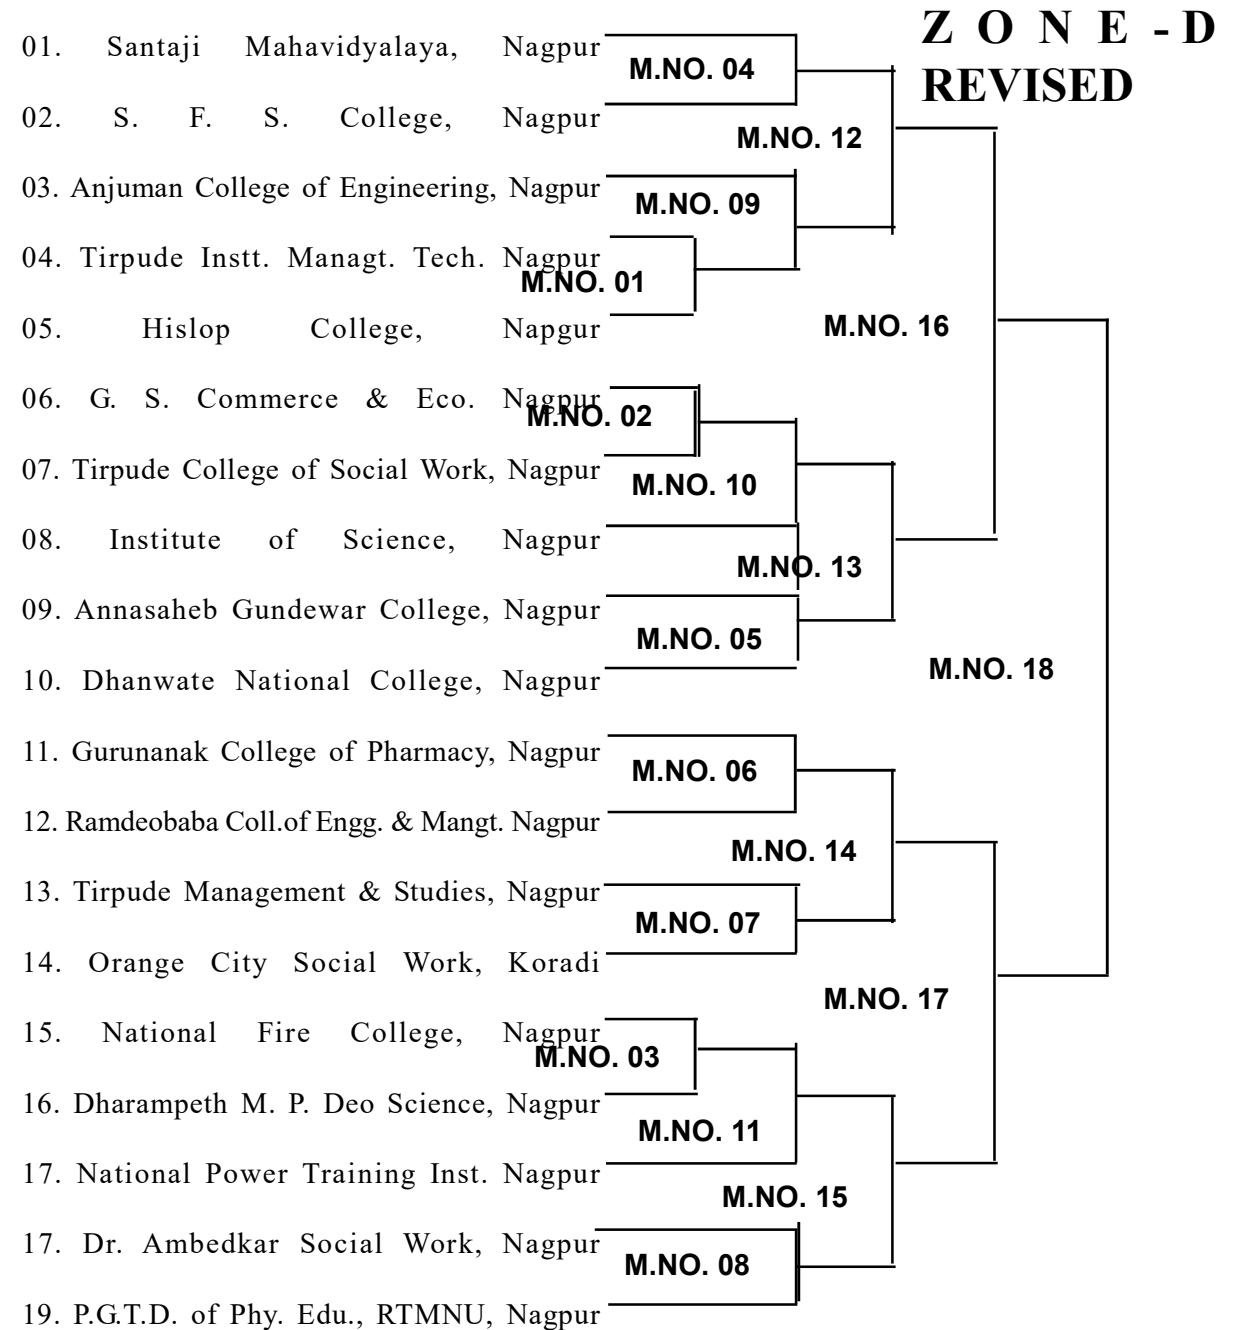 Z O N E - D
REVISED
01. Santaji Mahavidyalaya, Nagpur
M.NO. 04
02. S. F. S. College, Nagpur
M.NO. 12
03. Anjuman College of Engineering, Nagpur
M.NO. 09
04. Tirpude Instt. Managt. Tech. Nagpur
M.NO. 01
05. Hislop College, Napgur
M.NO. 16
06. G. S. Commerce & Eco. Nagpur
M.NO. 02
07. Tirpude College of Social Work, Nagpur
M.NO. 10
08. Institute of Science, Nagpur
M.NO. 13
09. Annasaheb Gundewar College, Nagpur
M.NO. 05
M.NO. 18
10. Dhanwate National College, Nagpur
11. Gurunanak College of Pharmacy, Nagpur
M.NO. 06
12. Ramdeobaba Coll.of Engg. & Mangt. Nagpur
M.NO. 14
13. Tirpude Management & Studies, Nagpur
M.NO. 07
14. Orange City Social Work, Koradi
M.NO. 17
15. National Fire College, Nagpur
M.NO. 03
16. Dharampeth M. P. Deo Science, Nagpur
M.NO. 11
17. National Power Training Inst. Nagpur
M.NO. 15
17. Dr. Ambedkar Social Work, Nagpur
M.NO. 08
19. P.G.T.D. of Phy. Edu., RTMNU, Nagpur